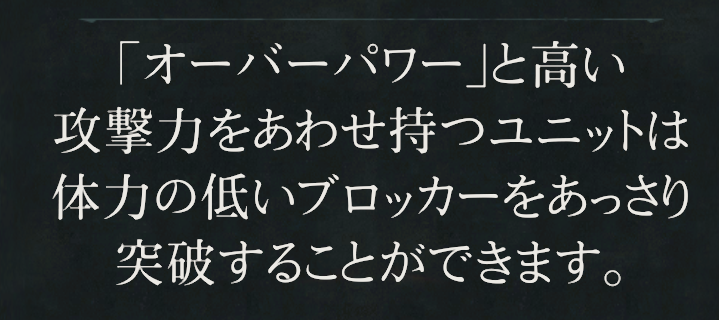 「オーバーパワー」と高い
攻撃力をあわせ持つユニットは
体力の低いブロッカーをあっさり
突破することができます。